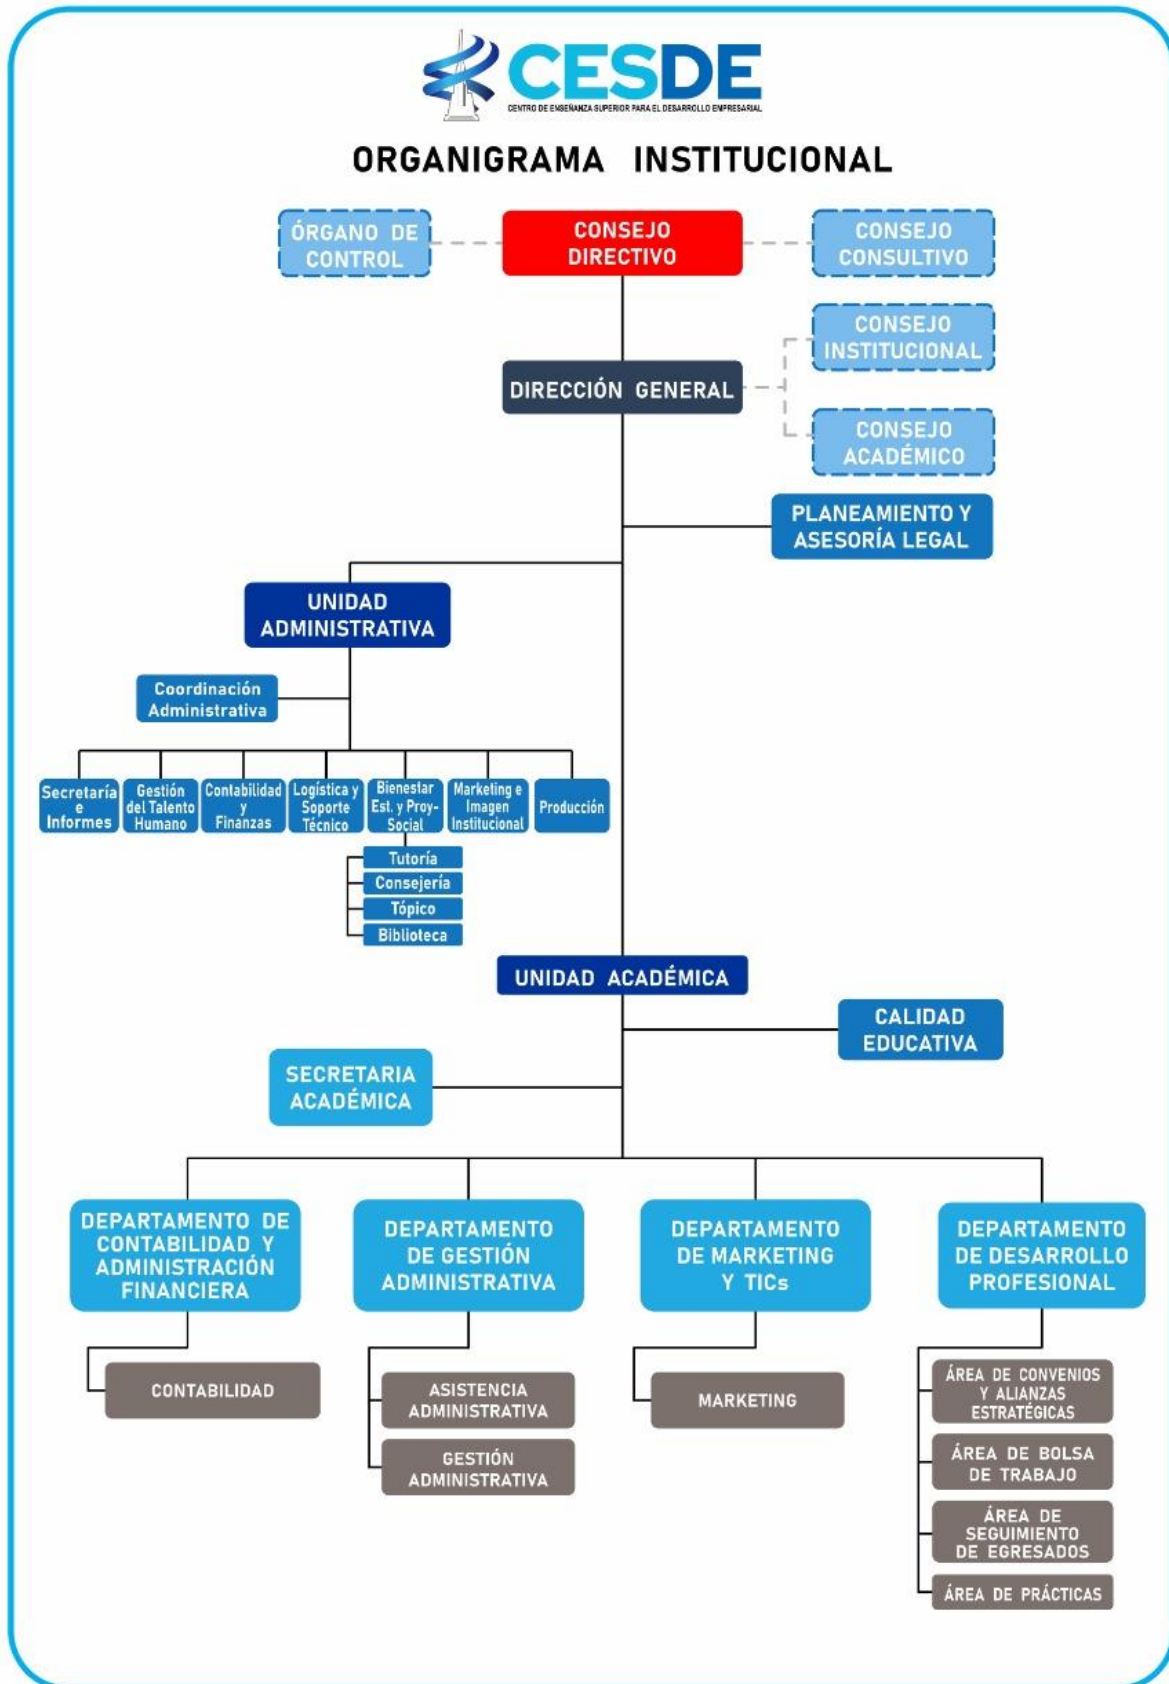 CESDE
CENTRO DE ENSEÑANZA SUPERIOR PARA EL DESARROLLO EMPRESARIAL
ORGANIGRAMA INSTITUCIONAL
ÓRGANO DE
CONTROL
CONSEJO
DIRECTIVO
CONSEJO
CONSULTIVO
CONSEJO
INSTITUCIONAL
DIRECCIÓN GENERAL
CONSEJO
ACADÉMICO
PLANEAMIENTO Y
ASESORÍA LEGAL
UNIDAD
ADMINISTRATIVA
Coordinación
Administrativa
Secretaría
e
Informes
Gestión
del Talento
Humano
Contabilidad
y
Finanzas
Logística y
Soporte
Técnico
Bienestar
Est. y Proy-
Social
Marketing e
Imagen
Institucional
Producción
Tutoría
Consejería
Tópico
Biblioteca
UNIDAD ACADÉMICA
CALIDAD
EDUCATIVA
SECRETARIA
ACADÉMICA
DEPARTAMENTO DE
CONTABILIDAD Y
ADMINISTRACIÓN
FINANCIERA
DEPARTAMENTO
DE GESTIÓN
ADMINISTRATIVA
DEPARTAMENTO
DE MARKETING
Y TICs
DEPARTAMENTO
DE DESARROLLO
PROFESIONAL
CONTABILIDAD
ASISTENCIA
ADMINISTRATIVA
GESTIÓN
ADMINISTRATIVA
MARKETING
ÁREA DE CONVENIOS
Y ALIANZAS
ESTRATÉGICAS
ÁREA DE BOLSA
DE TRABAJO
ÁREA DE
SEGUIMIENTO
DE EGRESADOS
ÁREA DE PRÁCTICAS